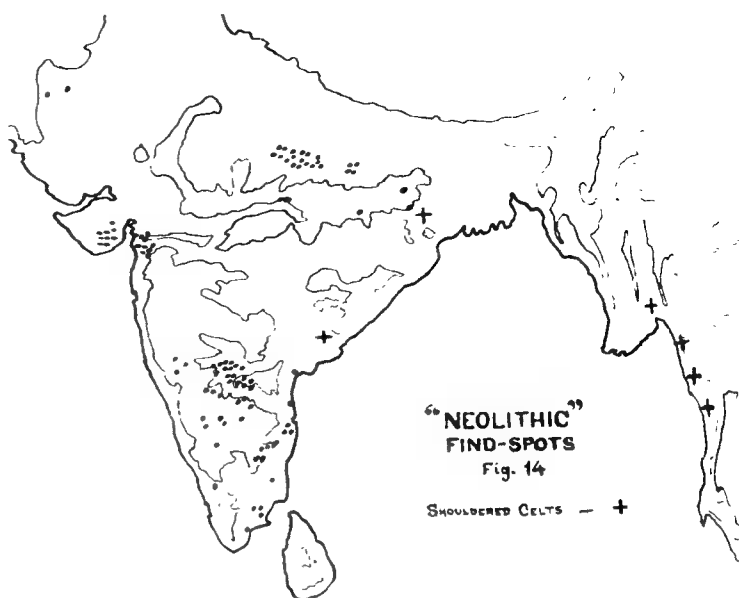 “NEOLITHIC”
FIND-SPOTS
Fig. 14
SHOULDERED CELTS — +